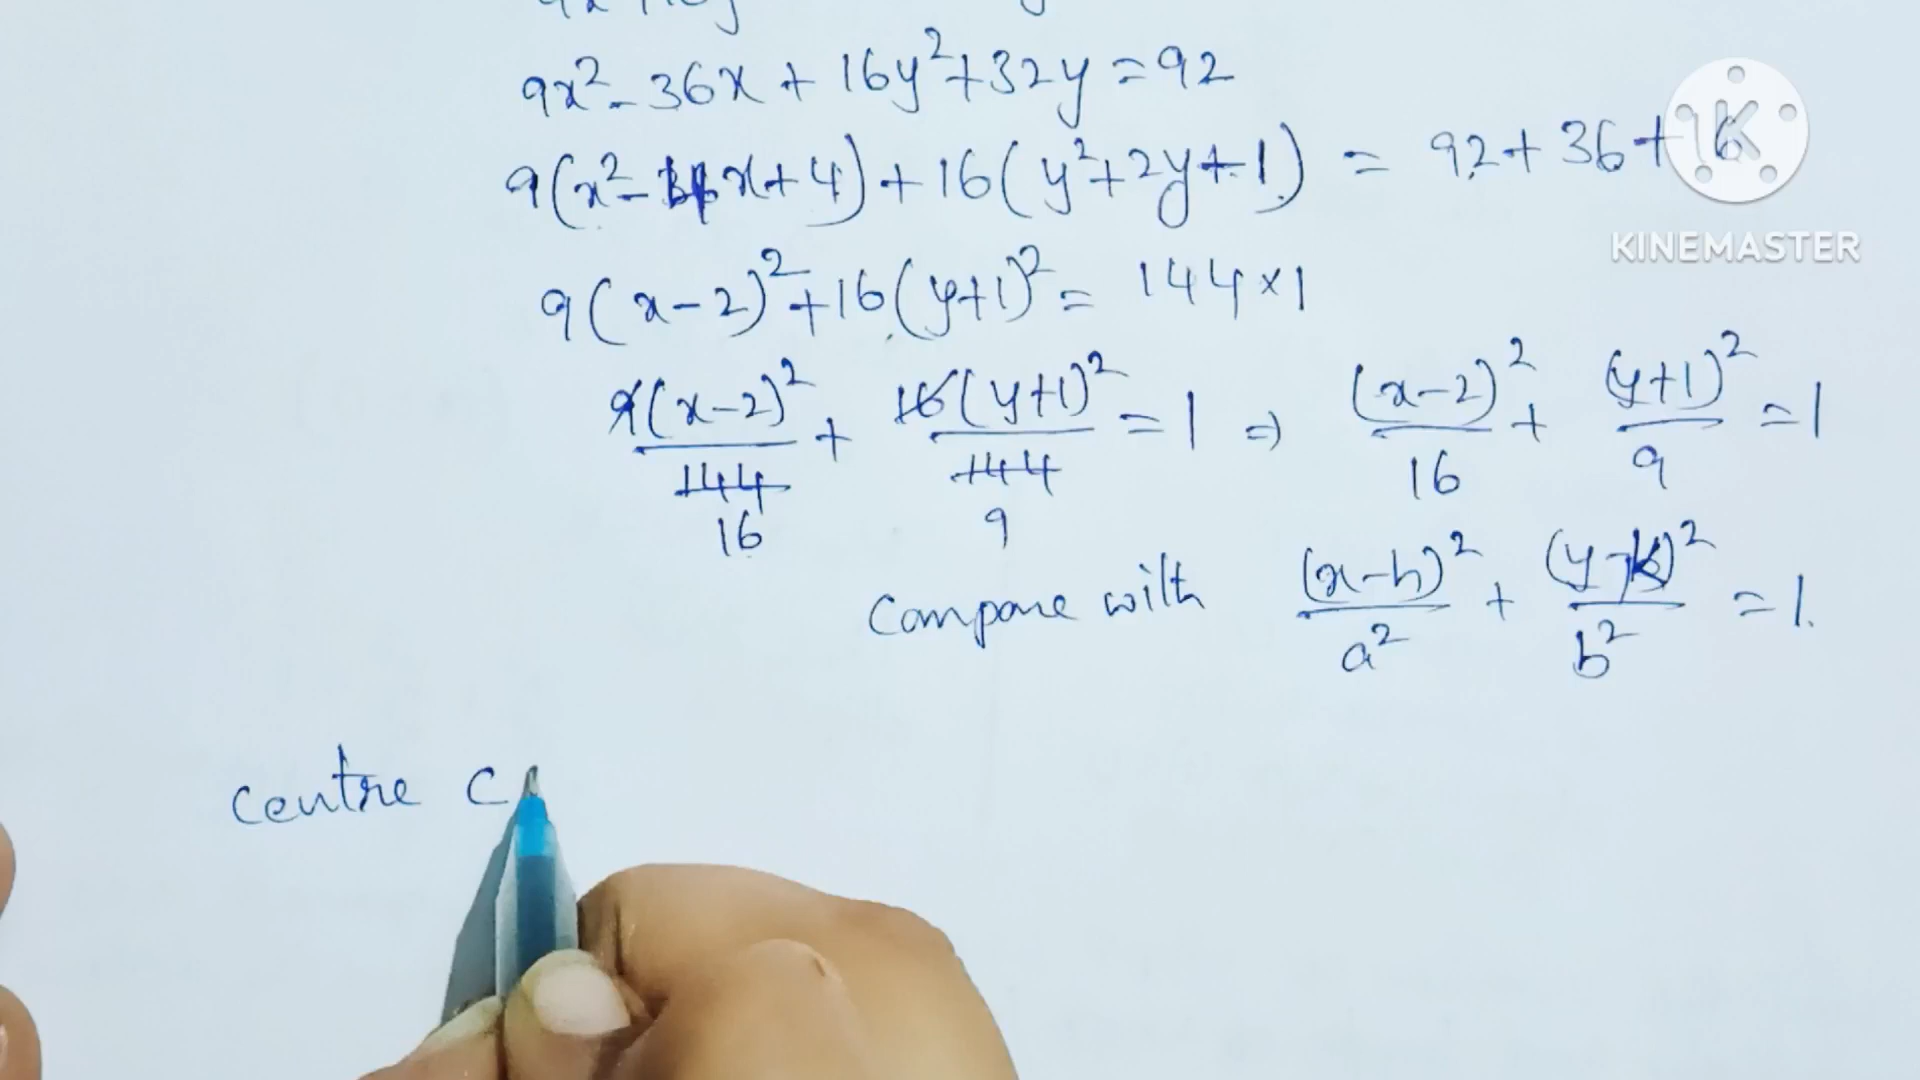 9x² - 36x + 16y² + 32y = 92
9(x² - 4x + 4) + 16(y² + 2y + 1) = 92 + 36 + 16
KINEMASTER
9(x-2)² + 16(y+1)² = 144 × 1
9(x-2)²/144 16 + 16(y+1)²/144 9 = 1 ⇒ (x-2)²/16 + (y+1)²/9 = 1
Compare with (x-h)²/a² + (y-k)²/b² = 1.
centre C